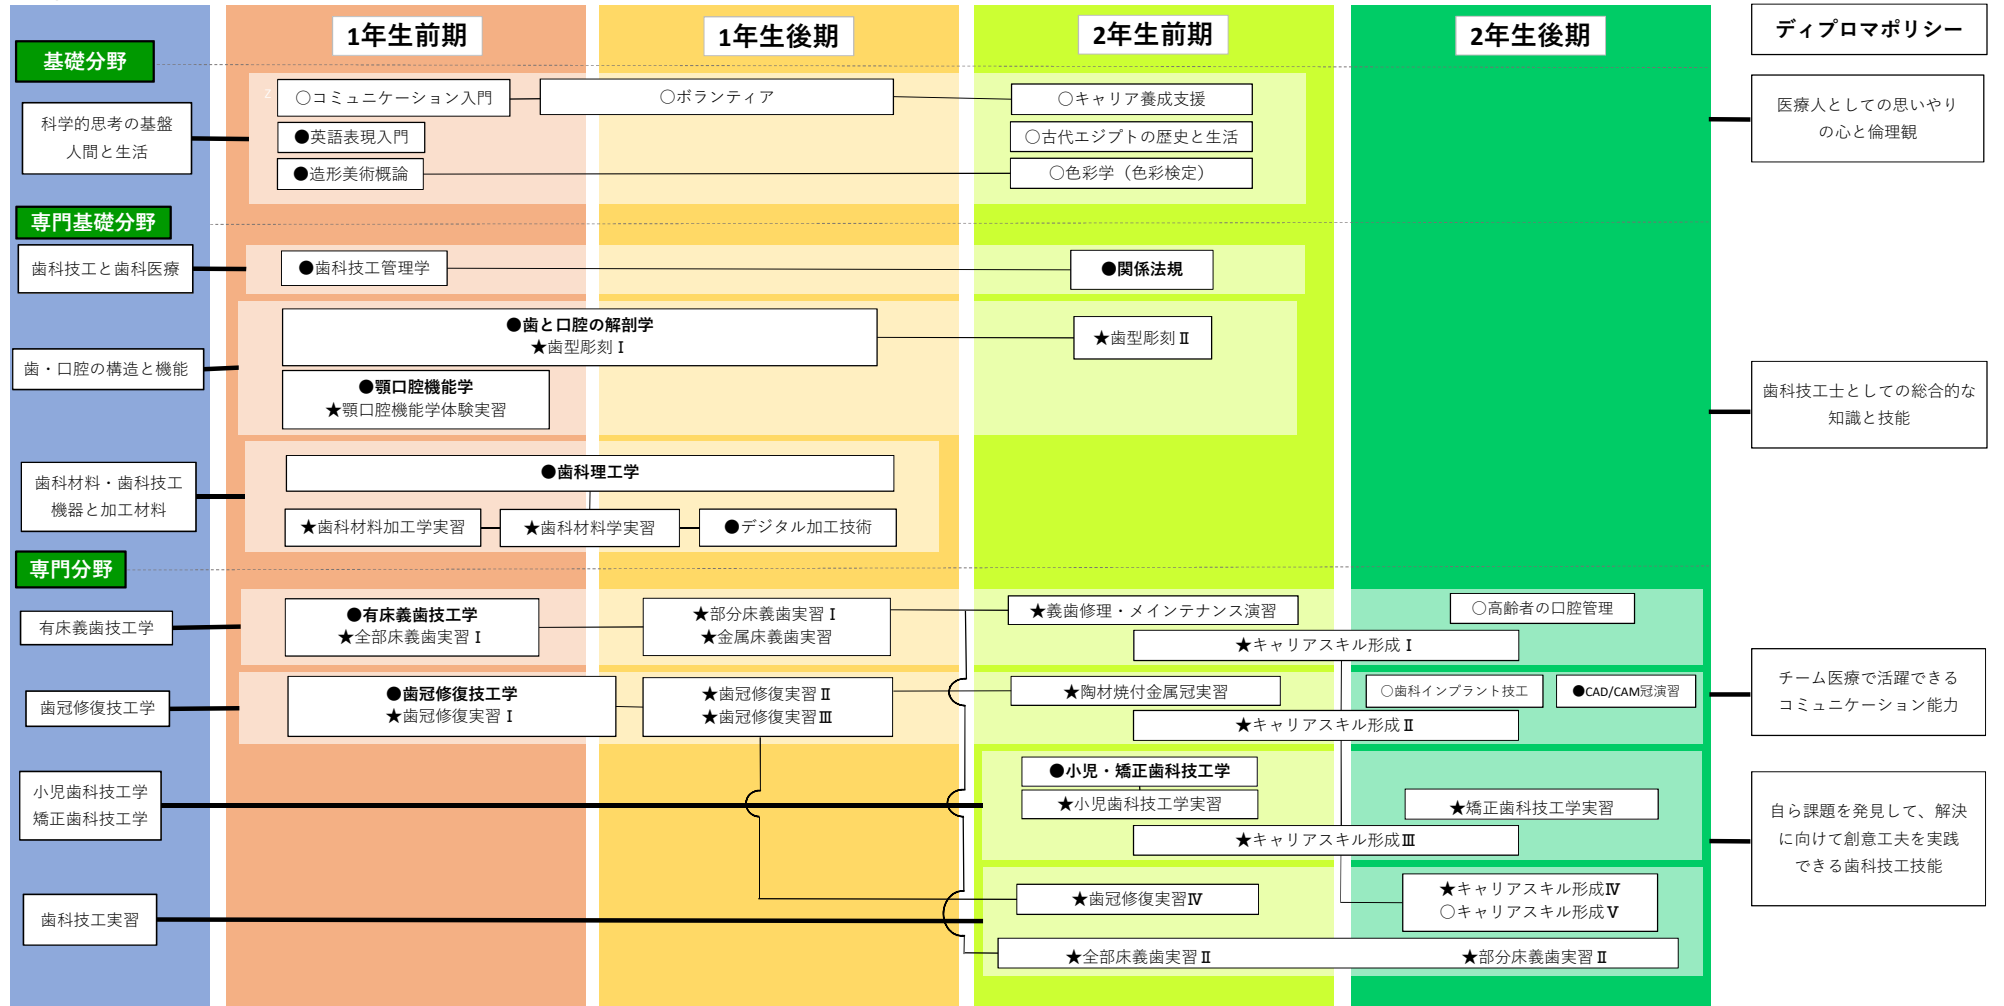 1年生前期
1年生後期
2年生前期
2年生後期
ディプロマポリシー
基礎分野
科学的思考の基盤
人間と生活
z
○コミュニケーション入門
○ボランティア
○キャリア養成支援
●英語表現入門
○古代エジプトの歴史と生活
●造形美術概論
○色彩学（色彩検定）
医療人としての思いやり
の心と倫理観
専門基礎分野
歯科技工と歯科医療
●歯科技工管理学
●関係法規
歯・口腔の構造と機能
●歯と口腔の解剖学
★歯型彫刻Ⅰ
★歯型彫刻Ⅱ
●顎口腔機能学
★顎口腔機能学体験実習
歯科技工士としての総合的な
知識と技能
歯科材料・歯科技工
機器と加工材料
●歯科理工学
★歯科材料加工学実習
★歯科材料学実習
●デジタル加工技術
専門分野
有床義歯技工学
●有床義歯技工学
★全部床義歯実習Ⅰ
★部分床義歯実習Ⅰ
★金属床義歯実習
★義歯修理・メインテナンス演習
○高齢者の口腔管理
★キャリアスキル形成Ⅰ
歯冠修復技工学
●歯冠修復技工学
★歯冠修復実習Ⅰ
★歯冠修復実習Ⅱ
★歯冠修復実習Ⅲ
★陶材焼付金属冠実習
○歯科インプラント技工
●CAD/CAM冠演習
★キャリアスキル形成Ⅱ
チーム医療で活躍できる
コミュニケーション能力
小児歯科技工学
矯正歯科技工学
●小児・矯正歯科技工学
★小児歯科技工学実習
★矯正歯科技工学実習
★キャリアスキル形成Ⅲ
自ら課題を発見して、解決
に向けて創意工夫を実践
できる歯科技工技能
歯科技工実習
★歯冠修復実習Ⅳ
★キャリアスキル形成Ⅳ
○キャリアスキル形成Ⅴ
★全部床義歯実習Ⅱ
★部分床義歯実習Ⅱ